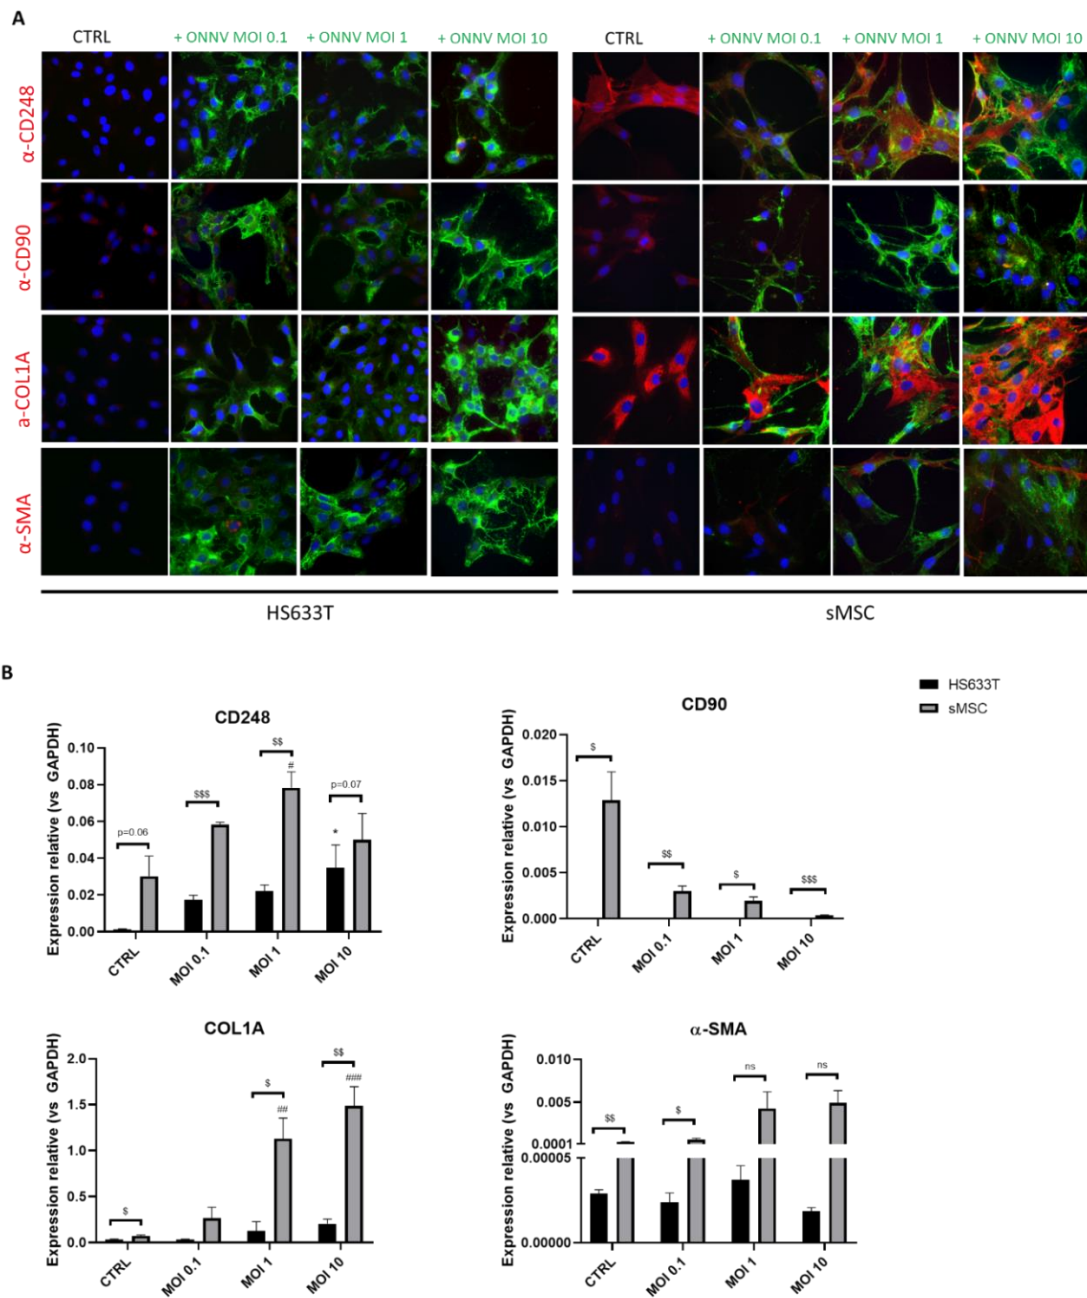 A
CTRL + ONNV MOI 0.1 + ONNV MOI 1 + ONNV MOI 10 CTRL + ONNV MOI 0.1 + ONNV MOI 1 + ONNV MOI 10
α-CD248
α-CD90
a-COL1A
α-SMA
HS633T sMSC
B
HS633T
sMSC
CD248
Expression relative (vs GAPDH)
0.10
0.08
0.06
0.04
0.02
0.00
p=0.06
$$$
$$
#
p=0.07
*
CTRL MOI 0.1 MOI 1 MOI 10
CD90
Expression relative (vs GAPDH)
0.020
0.015
0.010
0.005
0.000
$
$$
$
$$$
CTRL MOI 0.1 MOI 1 MOI 10
COL1A
Expression relative (vs GAPDH)
2.0
1.5
1.0
0.5
0.0
$
$
##
$$
###
CTRL MOI 0.1 MOI 1 MOI 10
α-SMA
Expression relative (vs GAPDH)
0.010
0.005
0.0001
0.00005
0.00000
$$
$
ns
ns
CTRL MOI 0.1 MOI 1 MOI 10